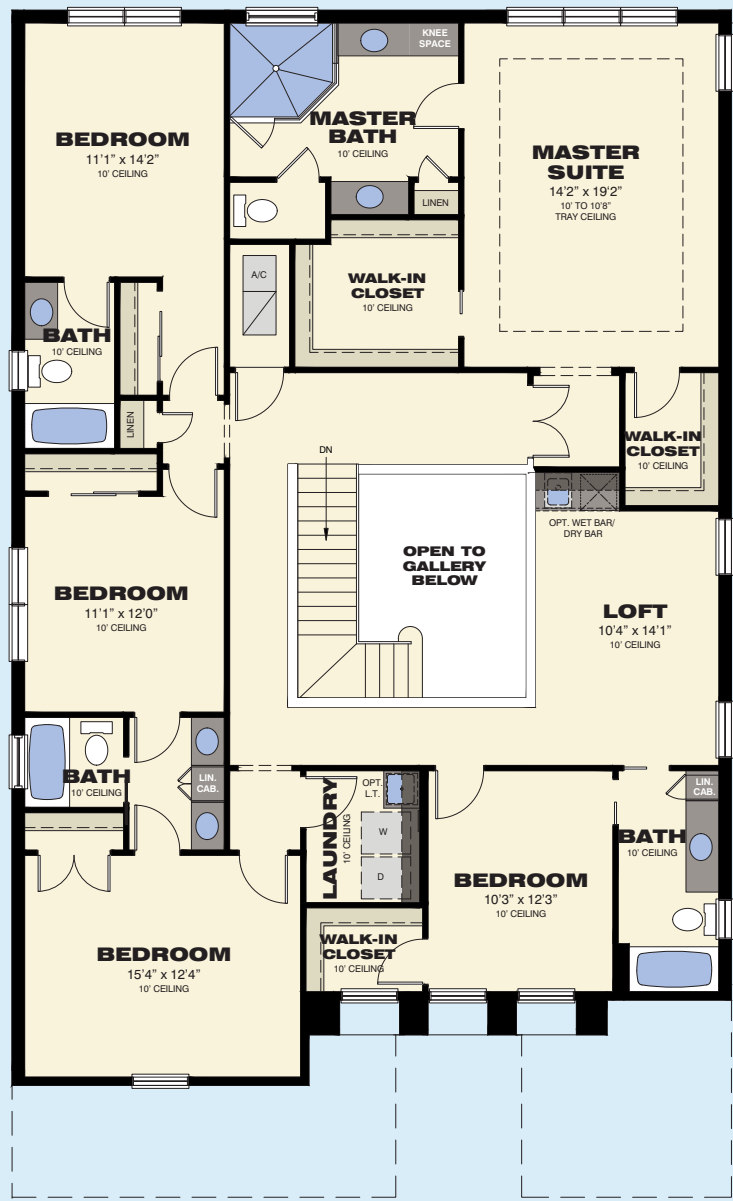 KNEE
SPACE
BEDROOM
11'1" x 14'2"
10' CEILING
MASTER
BATH
10' CEILING
MASTER
SUITE
14'2" x 19'2"
10' TO 10'8"
TRAY CEILING
LINEN
A/C
WALK-IN
CLOSET
10' CEILING
BATH
10' CEILING
LINEN
WALK-IN
CLOSET
10' CEILING
DN
OPT. WET BAR/
DRY BAR
OPEN TO
GALLERY
BELOW
BEDROOM
11'1" x 12'0"
10' CEILING
LOFT
10'4" x 14'1"
10' CEILING
BATH
10' CEILING
LIN.
CAB.
LAUNDRY
10' CEILING
OPT.
L.T.
W
D
LIN.
CAB.
BATH
10' CEILING
BEDROOM
10'3" x 12'3"
10' CEILING
WALK-IN
CLOSET
10' CEILING
BEDROOM
15'4" x 12'4"
10' CEILING